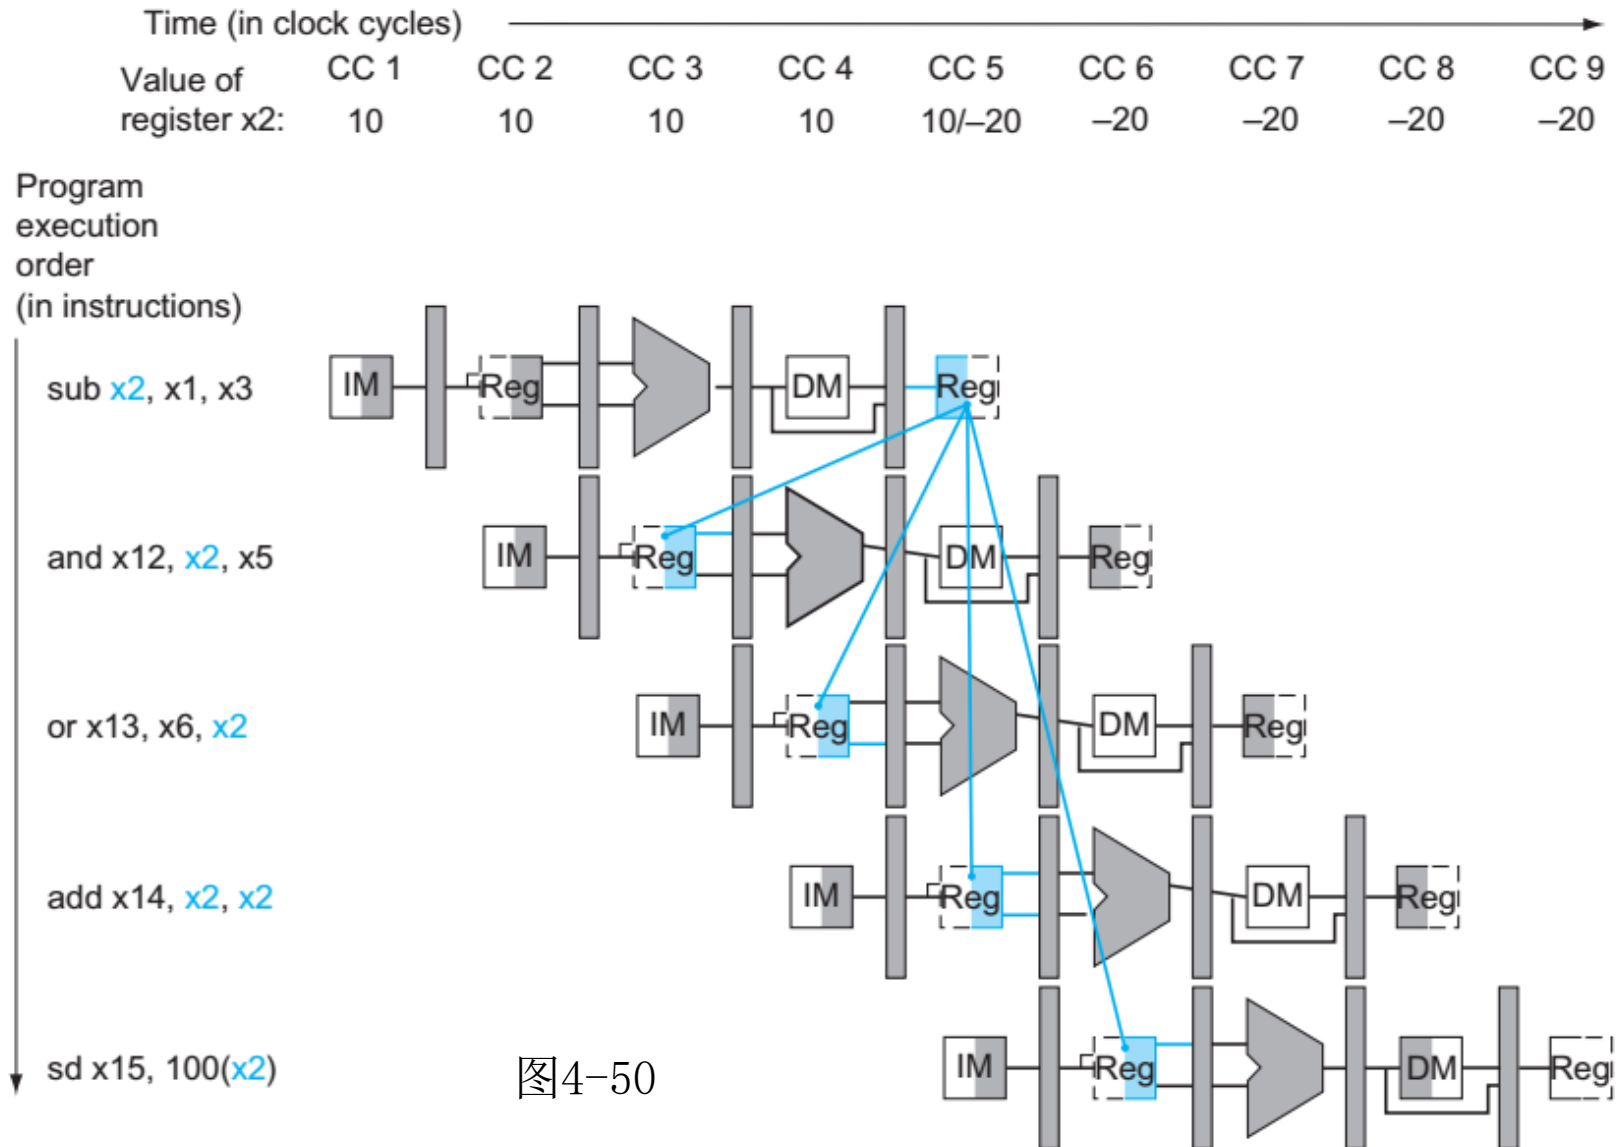 Time (in clock cycles)
Value of register x2:
CC 1 CC 2 CC 3 CC 4 CC 5 CC 6 CC 7 CC 8 CC 9
10 10 10 10 10/–20 –20 –20 –20 –20
Program
execution
order
(in instructions)
sub x2, x1, x3
IM Reg DM Reg
and x12, x2, x5
IM Reg DM Reg
or x13, x6, x2
IM Reg DM Reg
add x14, x2, x2
IM Reg DM Reg
sd x15, 100(x2)
IM Reg DM Reg
图4-50